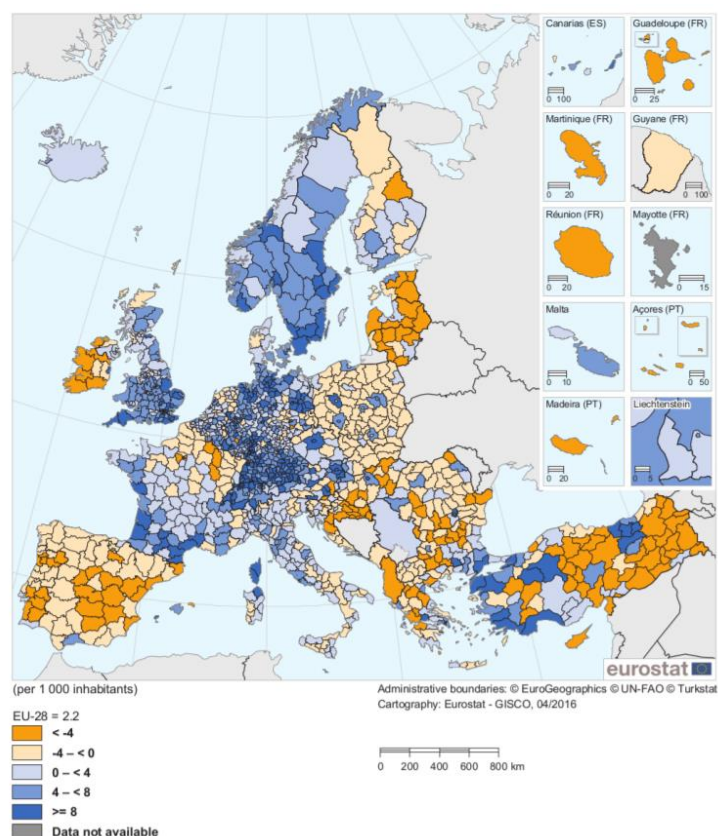 Canarias (ES)
0 100
Guadeloupe (FR)
0 25
Martinique (FR)
0 20
Guyane (FR)
0 100
Réunion (FR)
0 20
Mayotte (FR)
0 15
Malta
0 10
Açores (PT)
0 50
Madeira (PT)
0 20
Liechtenstein
0 5
eurostat
(per 1 000 inhabitants)
Administrative boundaries: © EuroGeographics © UN-FAO © Turkstat
Cartography: Eurostat - GISCO, 04/2016
EU-28 = 2.2
< -4
-4 – < 0
0 – < 4
4 – < 8
>= 8
Data not available
0 200 400 600 800 km